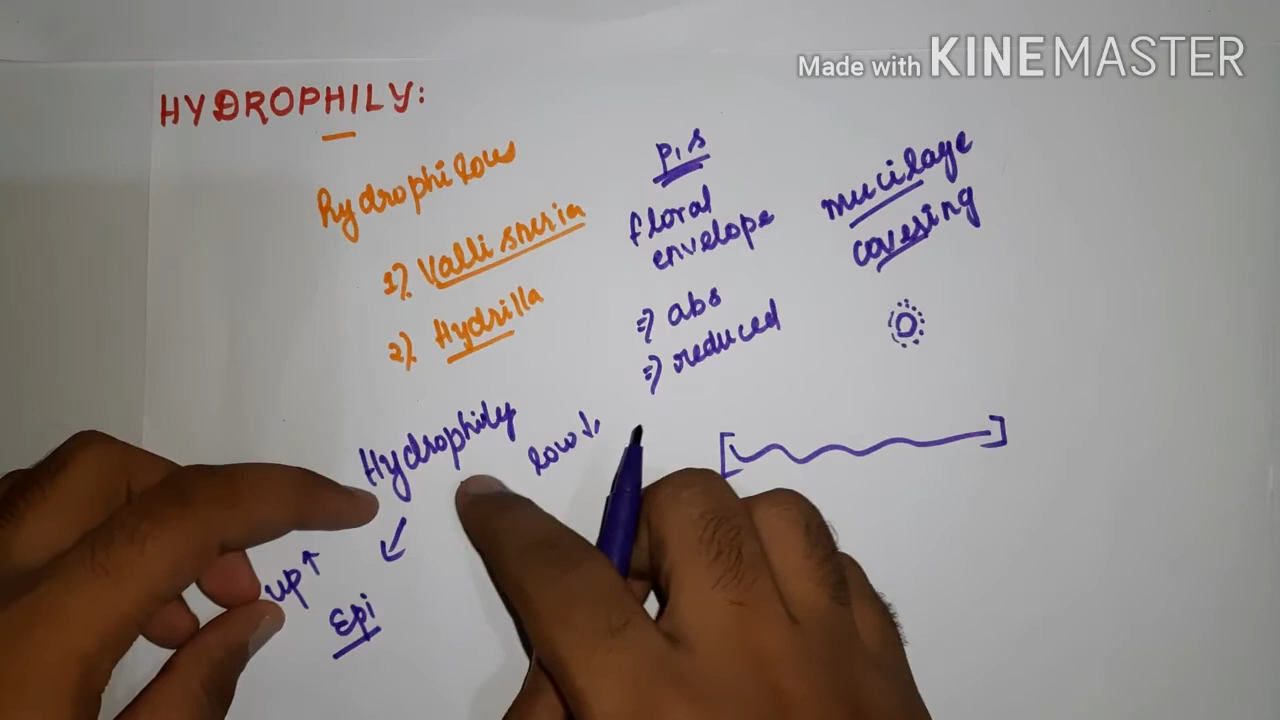 Made with KINEMASTER
HYDROPHILY:
hydrophilous
1) Vallisneria
2) Hydrilla
P, S
floral
envelope
=) abs
=) reduced
mucilage
covering
Hydrophily
low ↓
up ↑
Epi